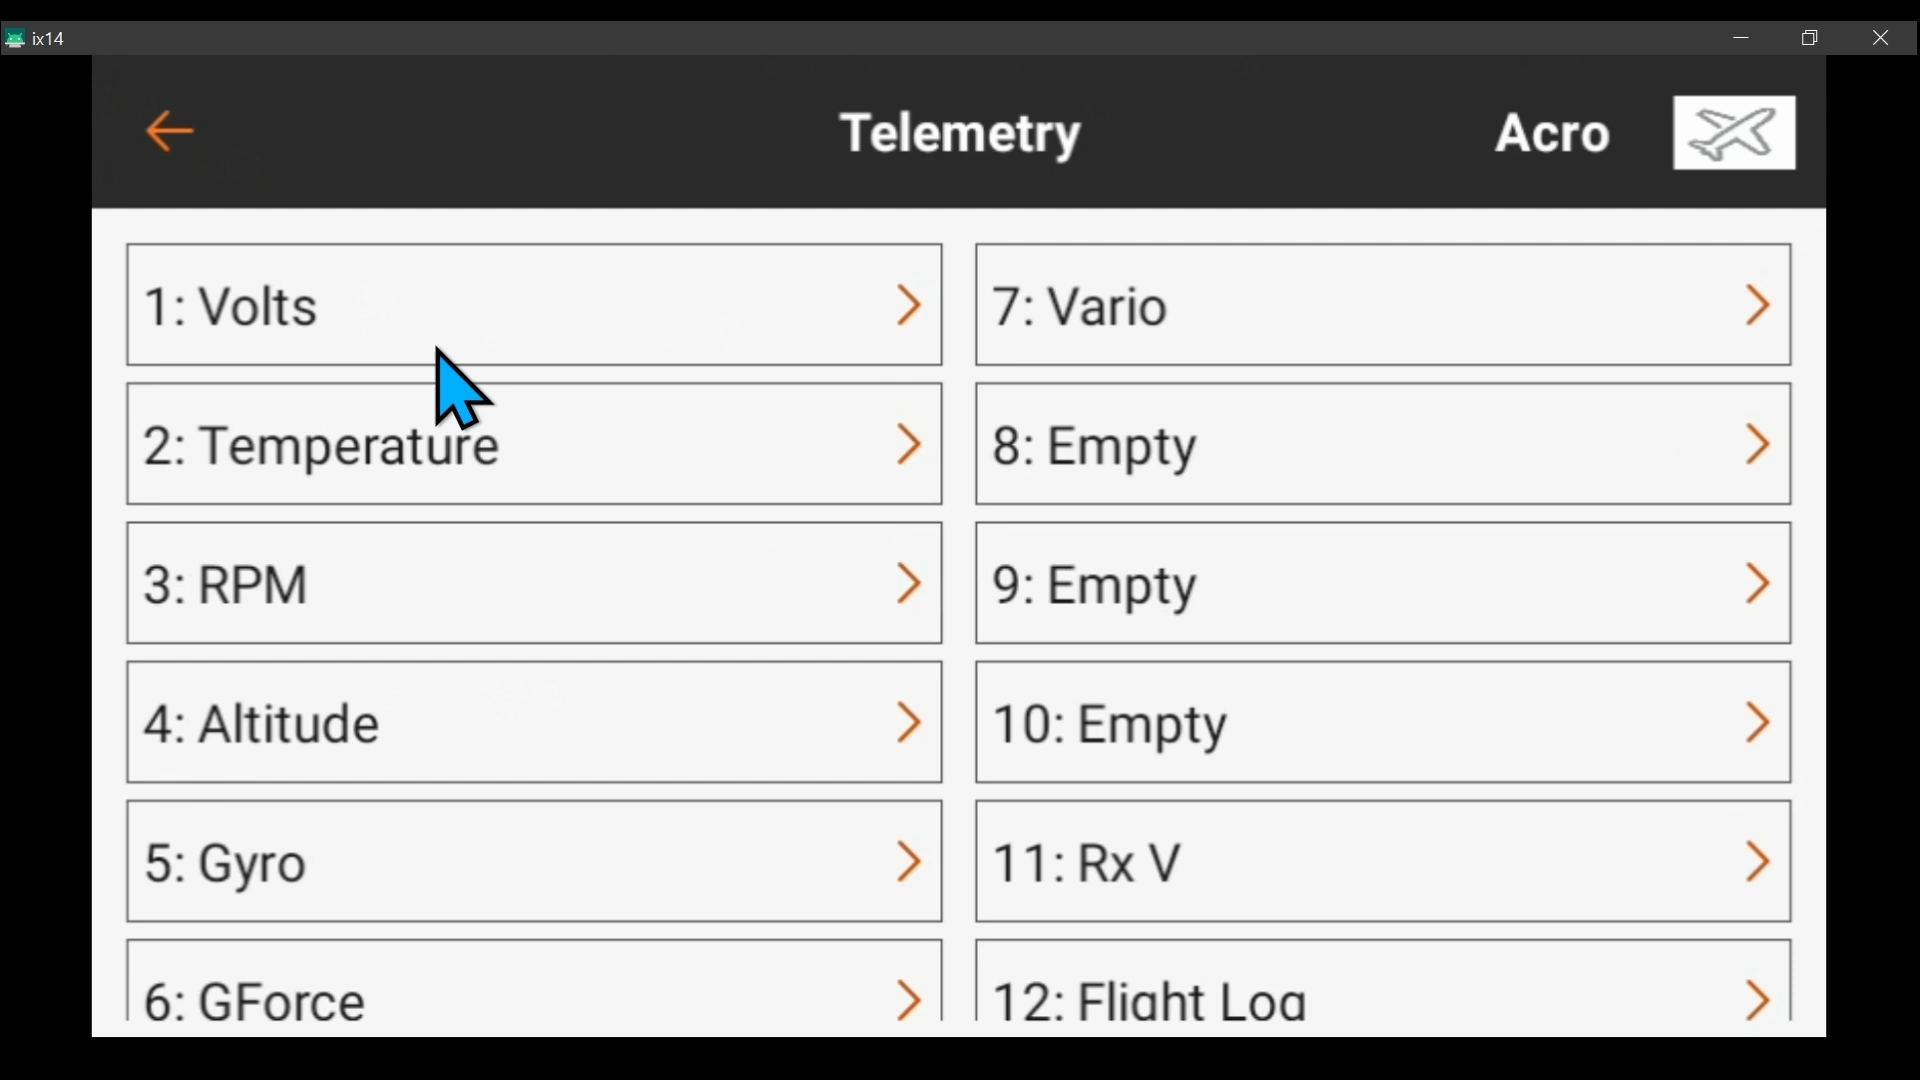 ix14
Telemetry
Acro
1: Volts
2: Temperature
3: RPM
4: Altitude
5: Gyro
6: GForce
7: Vario
8: Empty
9: Empty
10: Empty
11: Rx V
12: Flight Log